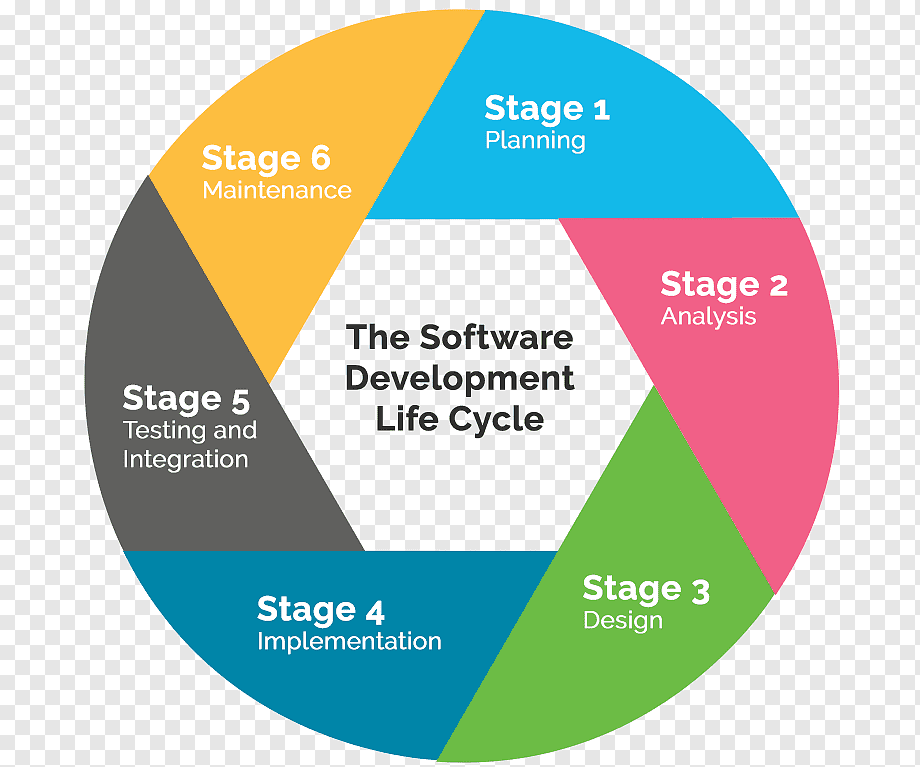 Stage 1
Planning
Stage 2
Analysis
Stage 3
Design
Stage 4
Implementation
Stage 5
Testing and
Integration
Stage 6
Maintenance
The Software
Development
Life Cycle